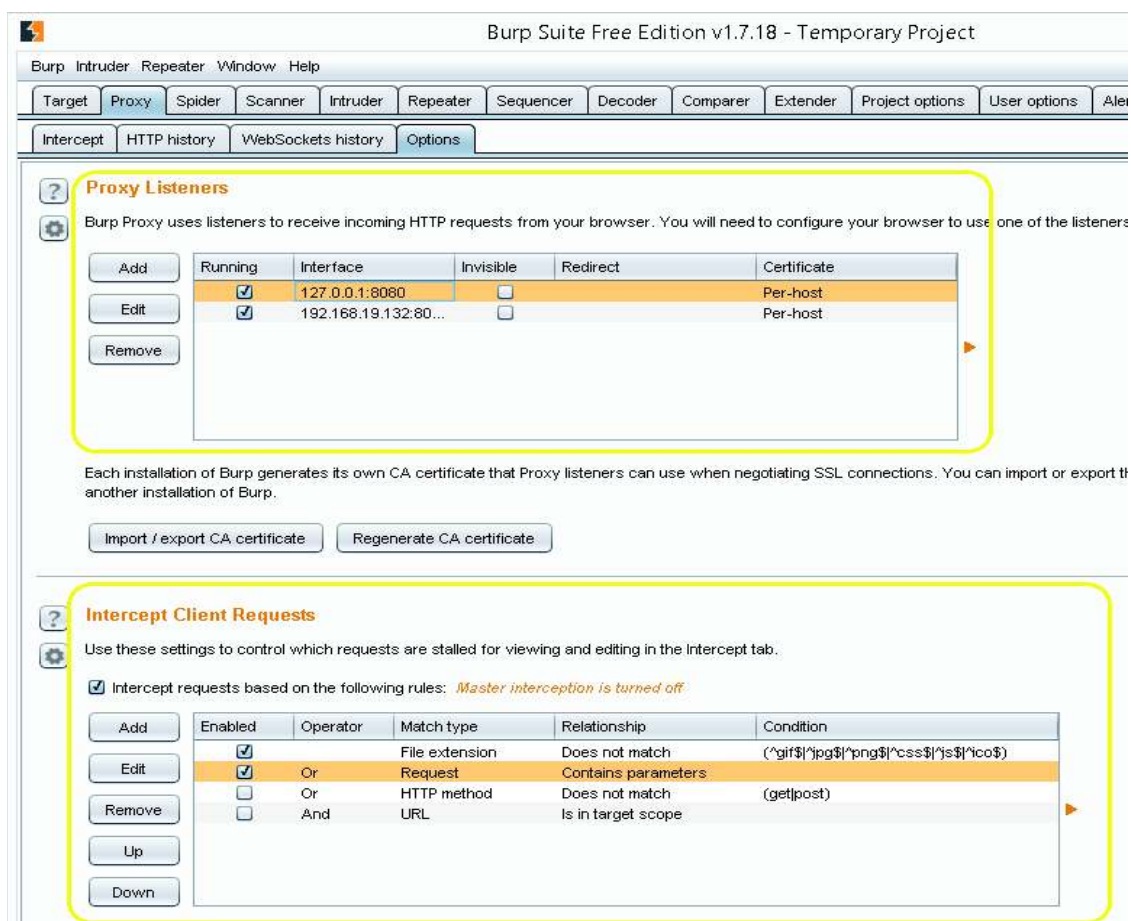 Burp Suite Free Edition v1.7.18 - Temporary Project
Burp Intruder Repeater Window Help
Target Proxy Spider Scanner Intruder Repeater Sequencer Decoder Comparer Extender Project options User options
Intercept HTTP history WebSockets history Options
? Proxy Listeners
Burp Proxy uses listeners to receive incoming HTTP requests from your browser. You will need to configure your browser to use one of the listeners
Add Running Interface Invisible Redirect Certificate
127.0.0.1:8080 Per-host
Edit 192.168.19.132:80... Per-host
Remove
Each installation of Burp generates its own CA certificate that Proxy listeners can use when negotiating SSL connections. You can import or export
another installation of Burp.
Import / export CA certificate Regenerate CA certificate
? Intercept Client Requests
Use these settings to control which requests are stalled for viewing and editing in the Intercept tab.
Intercept requests based on the following rules: Master interception is turned off
Add Enabled Operator Match type Relationship Condition
File extension Does not match (^gif$|^jpg$|^png$|^css$|^js$|^ico$)
Edit Or Request Contains parameters
Or HTTP method Does not match (get|post)
Remove And URL Is in target scope
Up
Down